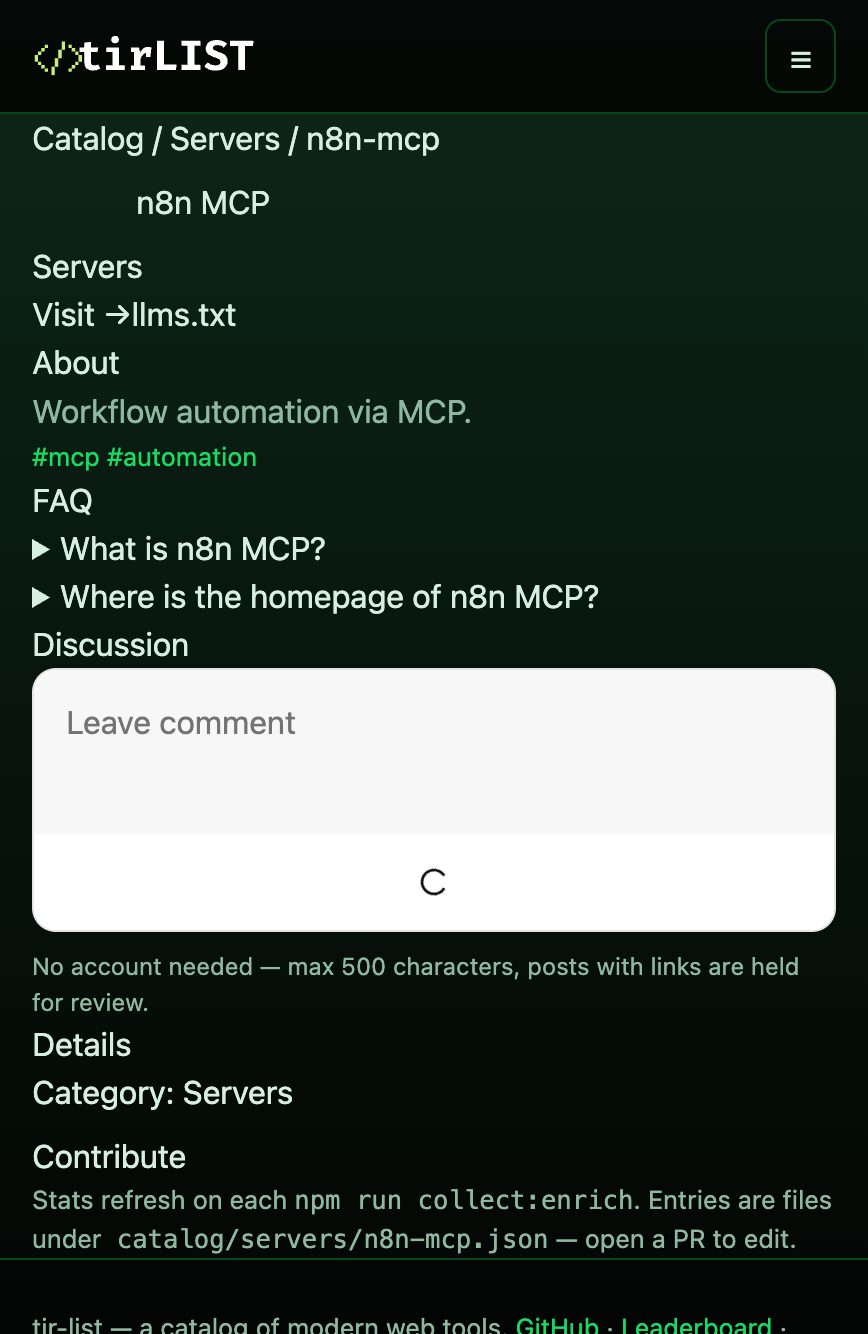 </>tirLIST
Catalog / Servers / n8n-mcp
n8n MCP
Servers
Visit →llms.txt
About
Workflow automation via MCP.
#mcp #automation
FAQ
▶ What is n8n MCP?
▶ Where is the homepage of n8n MCP?
Discussion
Leave comment
No account needed — max 500 characters, posts with links are held
for review.
Details
Category: Servers
Contribute
Stats refresh on each npm run collect:enrich. Entries are files
under catalog/servers/n8n-mcp.json — open a PR to edit.
tir-list — a catalog of modern web tools. GitHub · Leaderboard ·